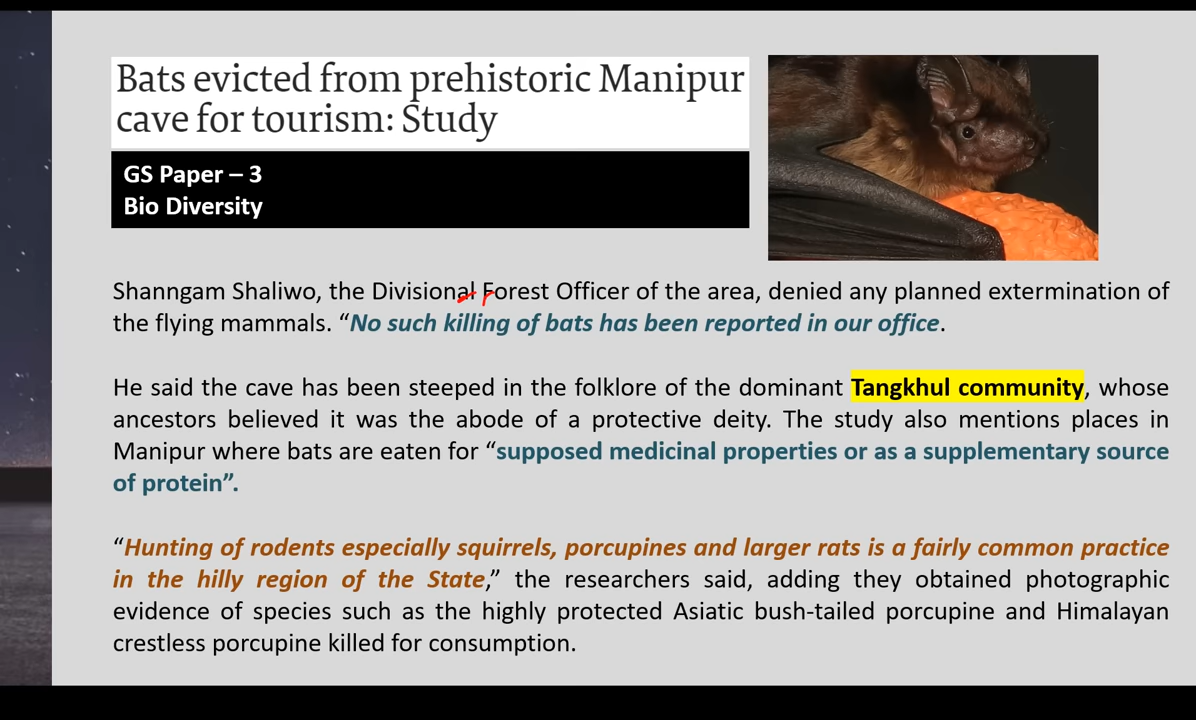 Bats evicted from prehistoric Manipur
cave for tourism: Study
GS Paper – 3
Bio Diversity
Shanngam Shaliwo, the Divisional Forest Officer of the area, denied any planned extermination of
the flying mammals. “No such killing of bats has been reported in our office.
He said the cave has been steeped in the folklore of the dominant Tangkhul community, whose
ancestors believed it was the abode of a protective deity. The study also mentions places in
Manipur where bats are eaten for “supposed medicinal properties or as a supplementary source
of protein”.
“Hunting of rodents especially squirrels, porcupines and larger rats is a fairly common practice
in the hilly region of the State,” the researchers said, adding they obtained photographic
evidence of species such as the highly protected Asiatic bush-tailed porcupine and Himalayan
crestless porcupine killed for consumption.